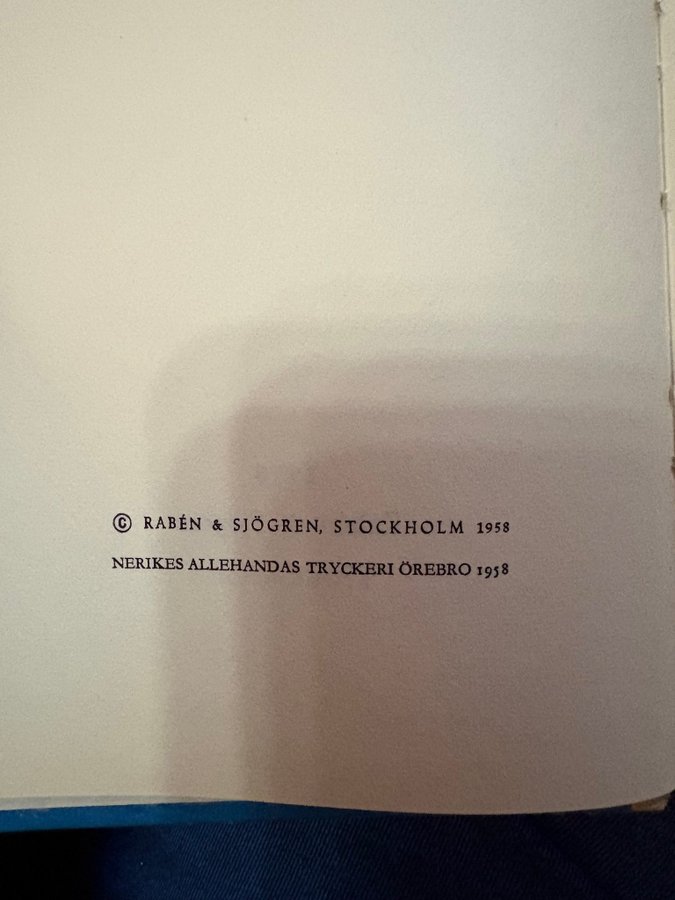 © RABÉN & SJÖGREN, STOCKHOLM 1958
NERIKES ALLEHANDAS TRYCKERI ÖREBRO 1958